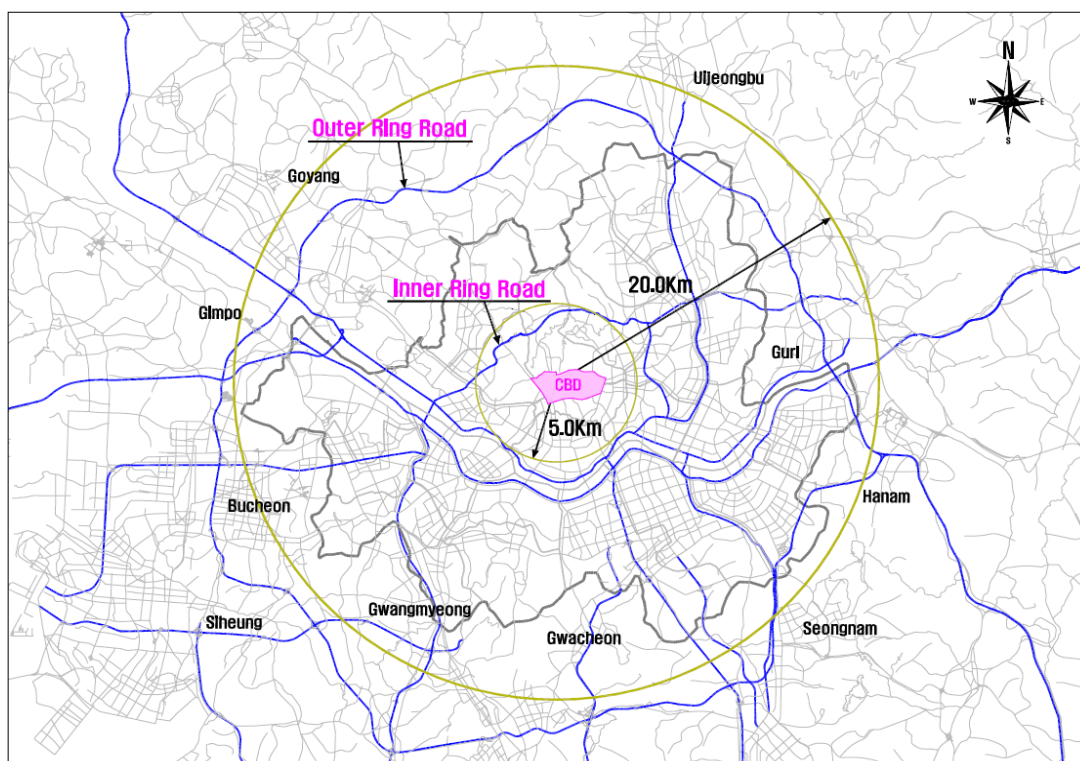 N
W
E
S
Uijeongbu
Outer Ring Road
Goyang
Inner Ring Road
20.0Km
Gimpo
Guri
CBD
5.0Km
Hanam
Bucheon
Gwangmyeong
Siheung
Seongnam
Gwacheon